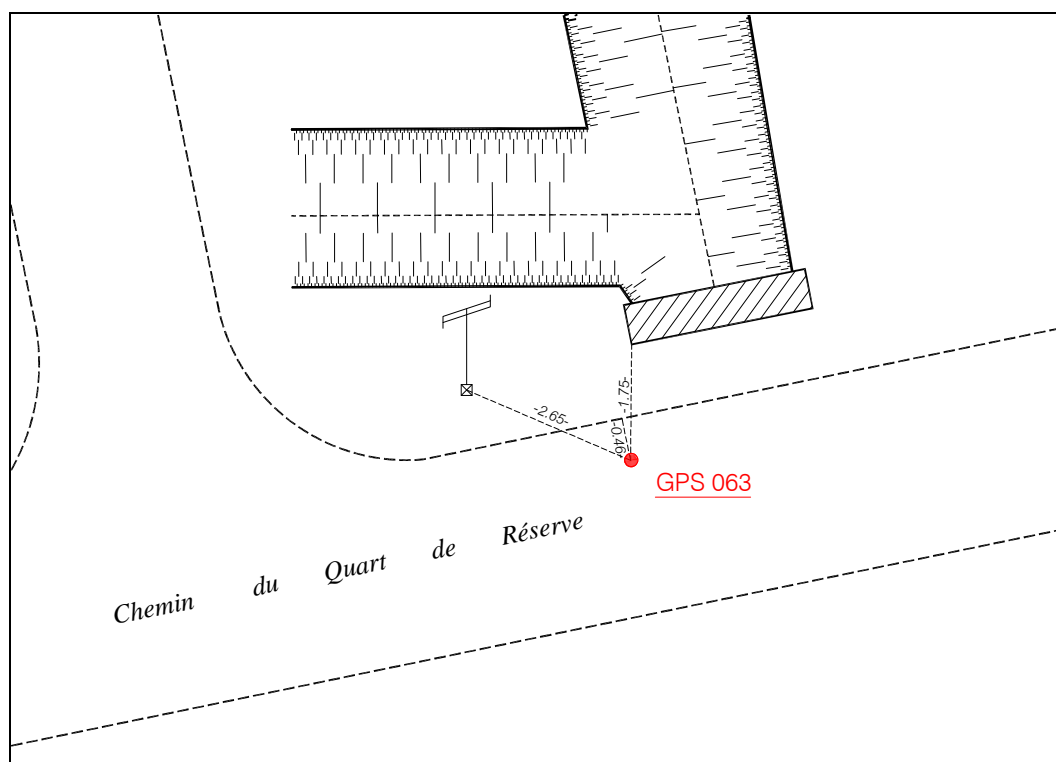 -1.75-
-2.65-
-0.46-
GPS 063
Chemin du Quart de Réserve